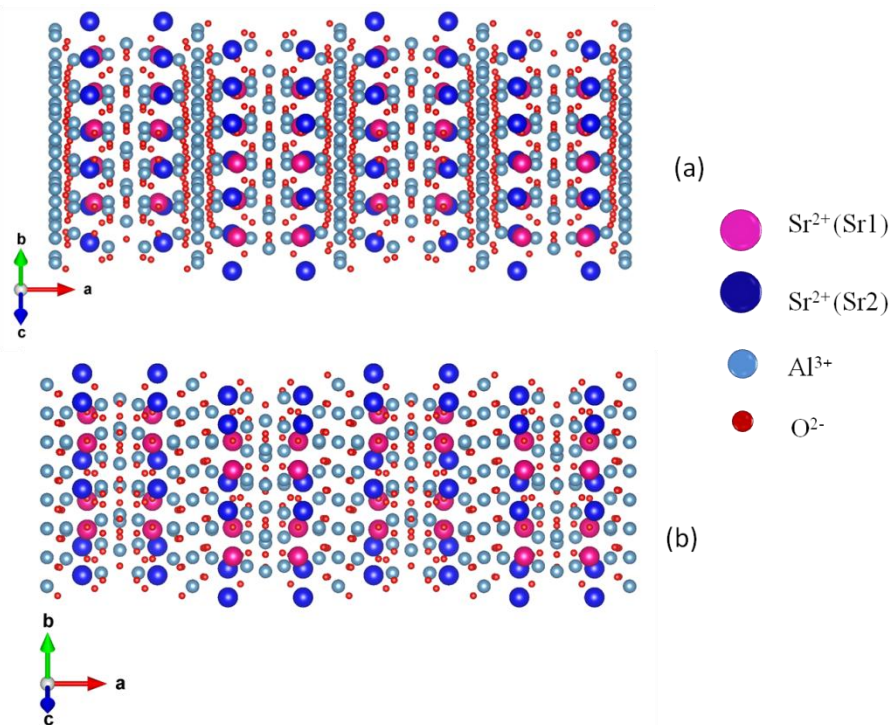 (a)
b
a
c
Sr²⁺(Sr1)
Sr²⁺(Sr2)
Al³⁺
O²⁻
(b)
b
a
c